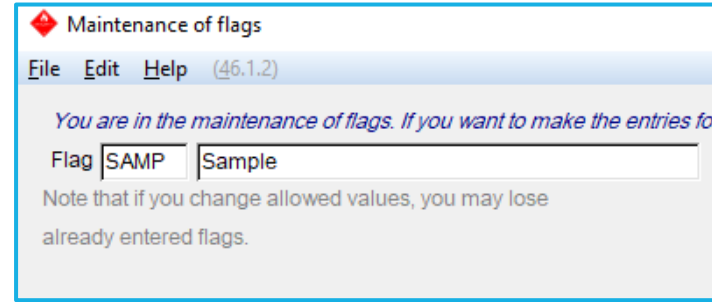 Maintenance of flags
File Edit Help (46.1.2)
You are in the maintenance of flags. If you want to make the entries fo
Flag SAMP Sample
Note that if you change allowed values, you may lose
already entered flags.